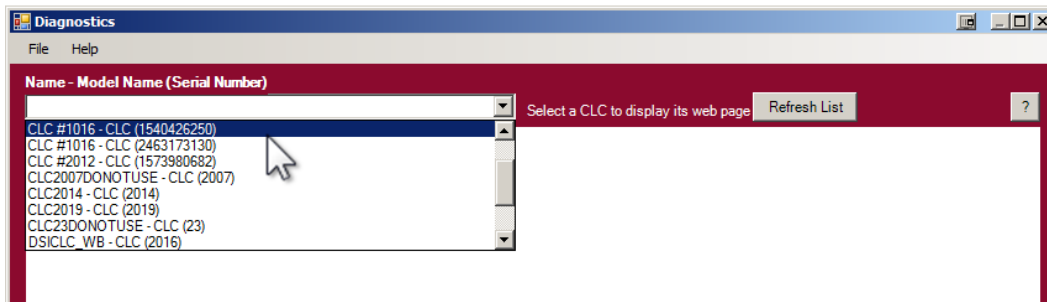 Diagnostics
File Help
Name - Model Name (Serial Number)
Select a CLC to display its web page Refresh List ?
CLC #1016 - CLC (1540426250)
CLC #1016 - CLC (2463173130)
CLC #2012 - CLC (1573980682)
CLC2007DONOTUSE - CLC (2007)
CLC2014 - CLC (2014)
CLC2019 - CLC (2019)
CLC23DONOTUSE - CLC (23)
DSICLC_WB - CLC (2016)